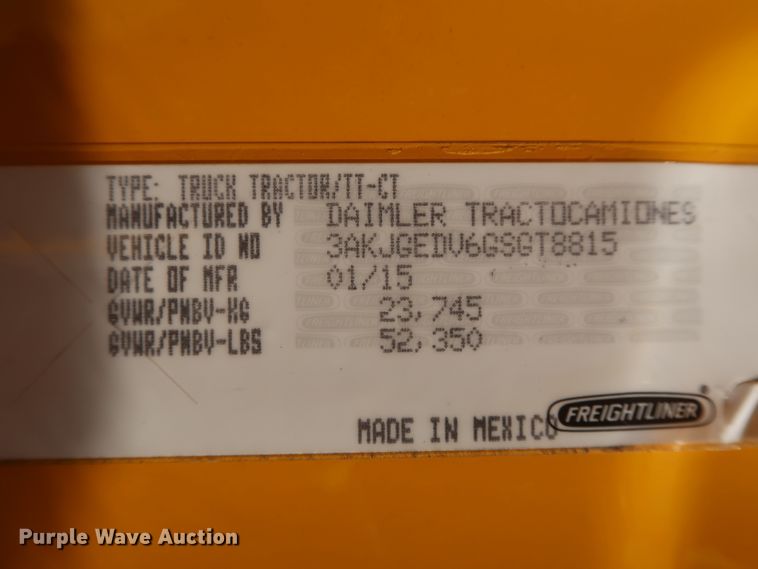 TYPE: TRUCK TRACTOR/TT-CT
MANUFACTURED BY DAIMLER TRACTOCAMIONES
VEHICLE ID NO 3AKJGEDV6GSGT8815
DATE OF MFR 01/15
GVWR/PNBV-KG 23,745
GVWR/PNBV-LBS 52,350
MADE IN MEXICO FREIGHTLINER
Purple Wave Auction